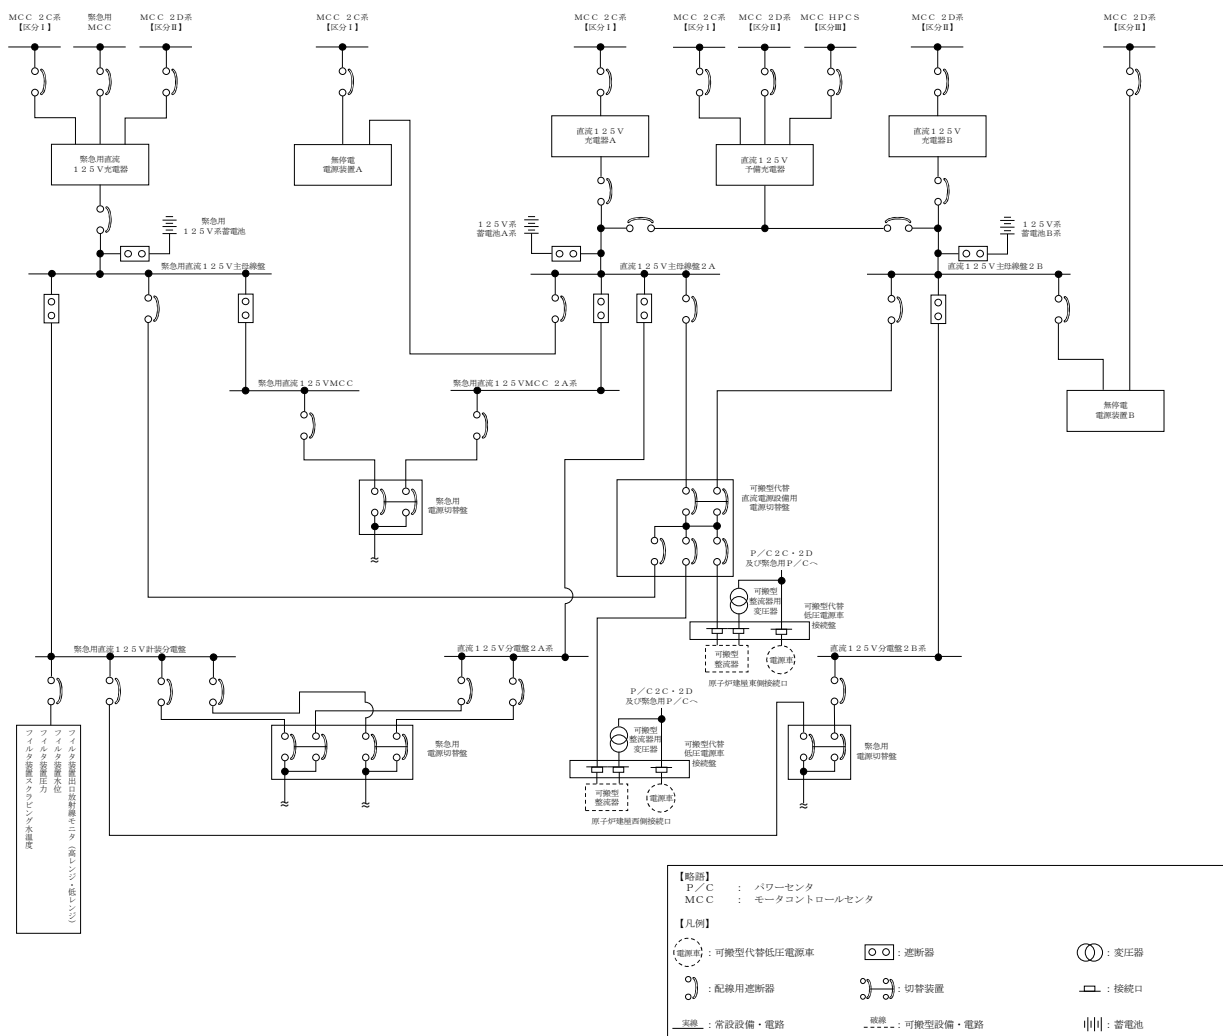 MCC 2C系
【区分Ⅰ】
緊急用
MCC
MCC 2D系
【区分Ⅱ】
MCC 2C系
【区分Ⅰ】
MCC 2C系
【区分Ⅰ】
MCC 2C系
【区分Ⅰ】
MCC 2D系
【区分Ⅱ】
MCC HPCS
【区分Ⅲ】
MCC 2D系
【区分Ⅱ】
MCC 2D系
【区分Ⅱ】
緊急用直流
125V充電器
無停電
電源装置A
直流125V
充電器A
直流125V
予備充電器
直流125V
充電器B
緊急用
125V系蓄電池
125V系
蓄電池A系
125V系
蓄電池B系
緊急用直流125V主母線盤
直流125V主母線盤2A
直流125V主母線盤2B
緊急用直流125VMCC
緊急用直流125VMCC 2A系
無停電
電源装置B
緊急用
電源切替盤
可搬型代替
直流電源設備用
電源切替盤
P/C2C・2D
及び緊急用P/Cへ
可搬型
整流器用
変圧器
可搬型代替
低圧電源車
接続盤
可搬型
整流器
電源車
原子炉建屋東側接続口
緊急用直流125V計装分電盤
直流125V分電盤2A系
直流125V分電盤2B系
P/C2C・2D
及び緊急用P/Cへ
可搬型
整流器用
変圧器
可搬型代替
低圧電源車
接続盤
可搬型
整流器
電源車
原子炉建屋西側接続口
緊急用
電源切替盤
緊急用
電源切替盤
フィルタ装置出口放射線モニタ（高レンジ・低レンジ）
フィルタ装置水位
フィルタ装置圧力
フィルタ装置スクラビング水温度
【略語】
P/C : パワーセンタ
MCC : モータコントロールセンタ
【凡例】
電源車 : 可搬型代替低圧電源車
: 遮断器
: 変圧器
: 配線用遮断器
: 切替装置
: 接続口
実線 : 常設設備・電路
破線 : 可搬型設備・電路
: 蓄電池